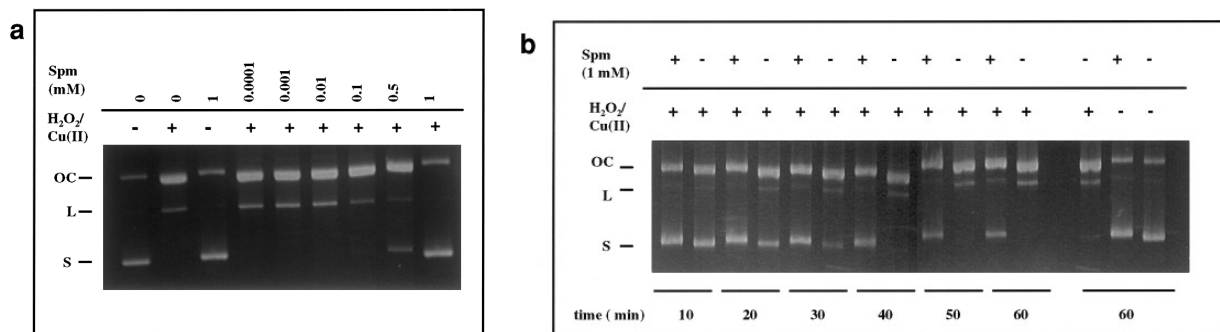 a
Spm
(mM)
0 0 1 0.0001 0.001 0.01 0.1 0.5 1
H₂O₂/
Cu(II)
- + - + + + + + +
OC
L
S
b
Spm
(1 mM)
+ - + - + - + - + - + - - + -
H₂O₂/
Cu(II)
+ + + + + + + + + + + + + - -
OC
L
S
time ( min) 10 20 30 40 50 60 60